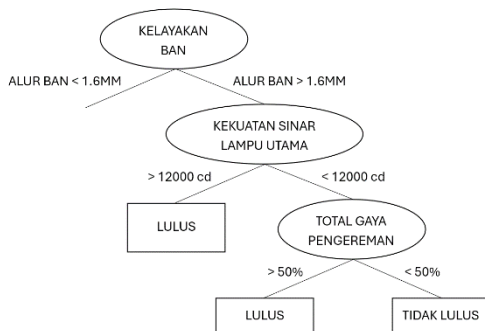 KELAYAKAN
BAN
ALUR BAN < 1.6MM
ALUR BAN > 1.6MM
KEKUATAN SINAR
LAMPU UTAMA
> 12000 cd
< 12000 cd
LULUS
TOTAL GAYA
PENGEREMAN
> 50%
< 50%
LULUS
TIDAK LULUS